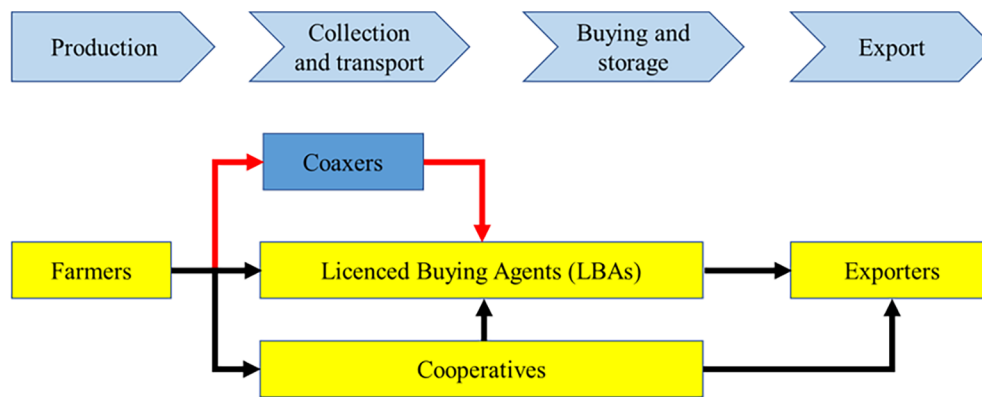 Production
Collection
and transport
Buying and
storage
Export
Coaxers
Farmers
Licenced Buying Agents (LBAs)
Exporters
Cooperatives